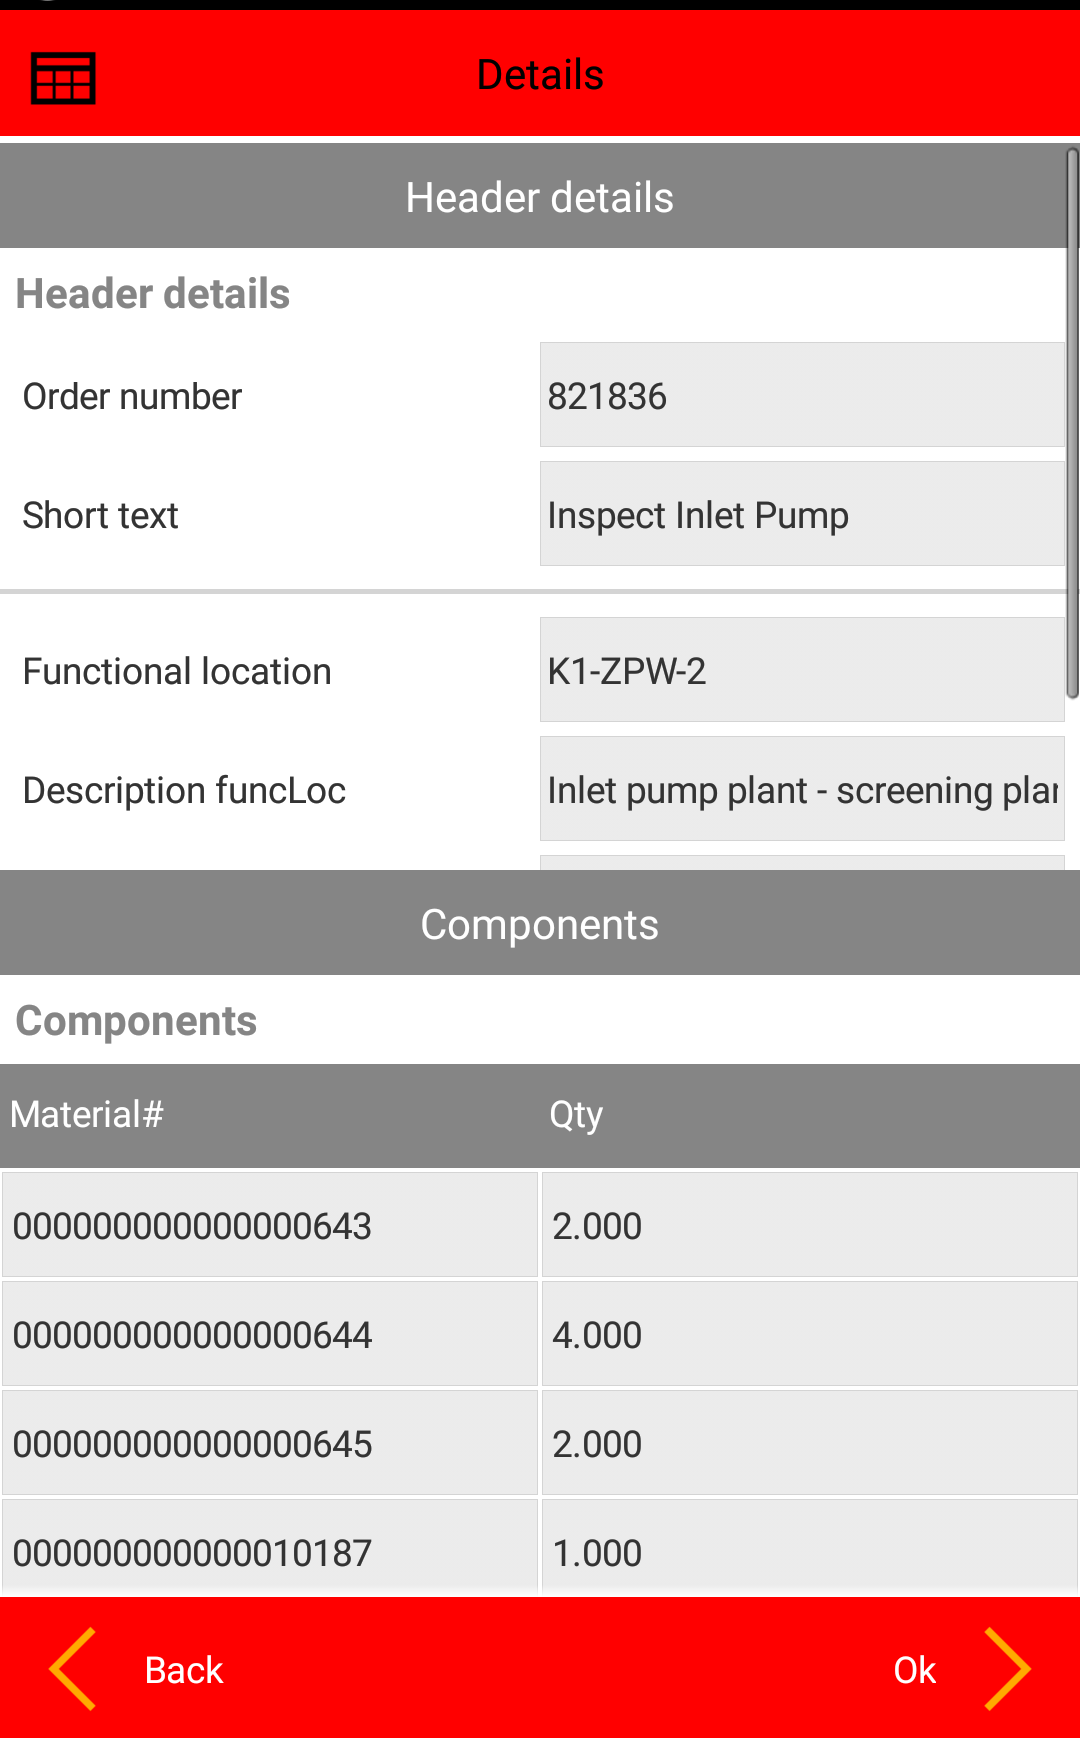 Details
Header details
Header details
Order number 821836
Short text Inspect Inlet Pump
Functional location K1-ZPW-2
Description funcLoc Inlet pump plant - screening
Components
Components
Material# Qty
000000000000000643 2.000
000000000000000644 4.000
000000000000000645 2.000
000000000000010187 1.000
Back Ok